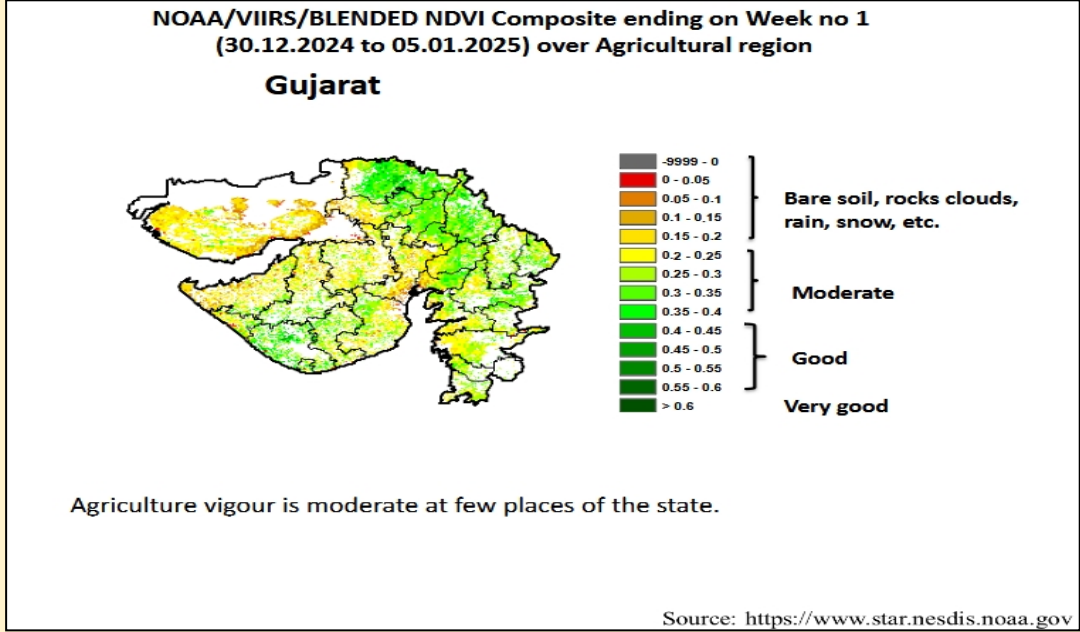 NOAA/VIIRS/BLENDED NDVI Composite ending on Week no 1
(30.12.2024 to 05.01.2025) over Agricultural region
Gujarat
-9999 - 0
0 - 0.05
0.05 - 0.1
0.1 - 0.15
0.15 - 0.2
0.2 - 0.25
0.25 - 0.3
0.3 - 0.35
0.35 - 0.4
0.4 - 0.45
0.45 - 0.5
0.5 - 0.55
0.55 - 0.6
> 0.6
Bare soil, rocks clouds,
rain, snow, etc.
Moderate
Good
Very good
Agriculture vigour is moderate at few places of the state.
Source: https://www.star.nesdis.noaa.gov